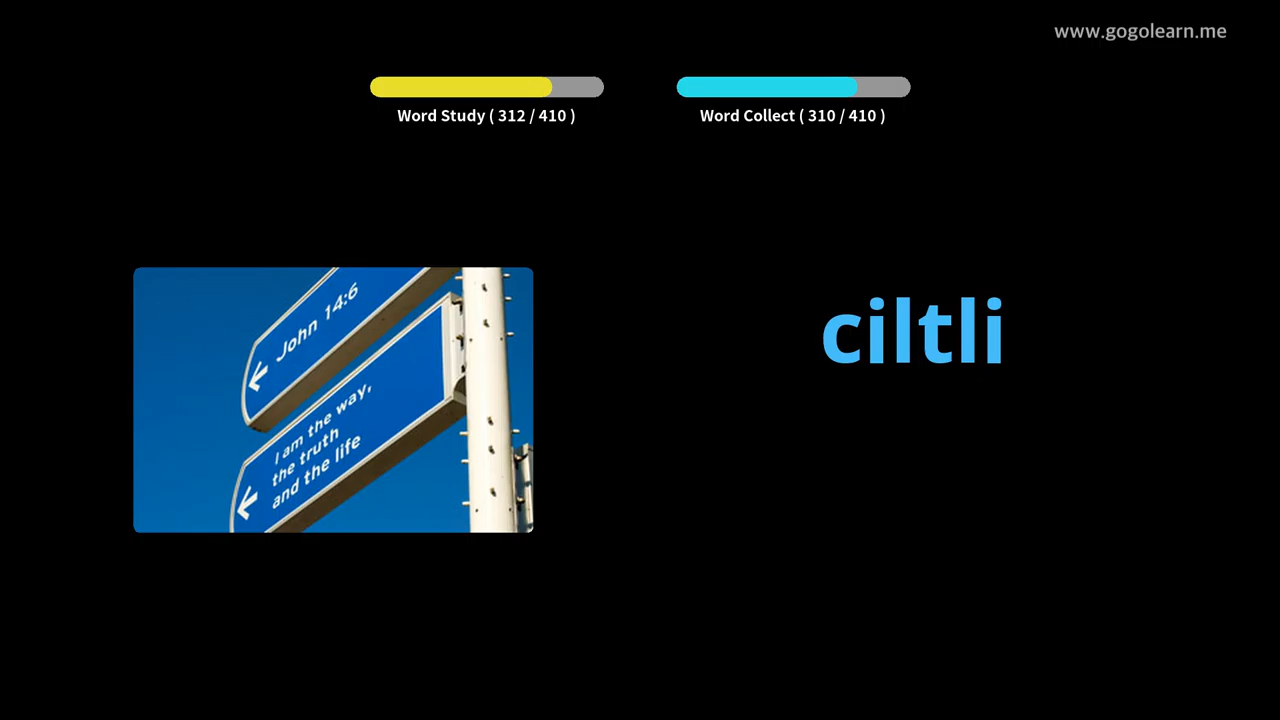 www.gogolearn.me
Word Study ( 312 / 410 )
Word Collect ( 310 / 410 )
John 14:6
I am the way,
the truth
and the life
ciltli